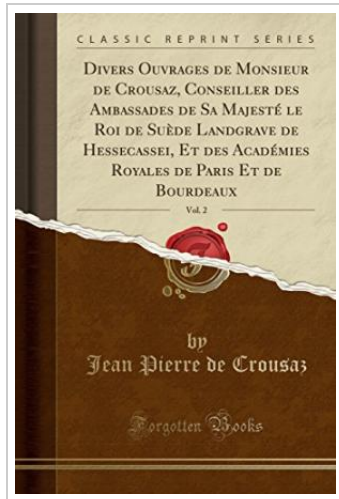 CLASSIC REPRINT SERIES
DIVERS OUVRAGES DE MONSIEUR
DE CROUSAZ, CONSEILLER DES
AMBASSADES DE SA MAJESTÉ LE
ROI DE SUÈDE LANDGRAVE DE
HESSECASSEI, ET DES ACADÉMIES
ROYALES DE PARIS ET DE
BOURDEAUX
Vol. 2
F
by
Jean Pierre de Crousaz
Forgotten Books